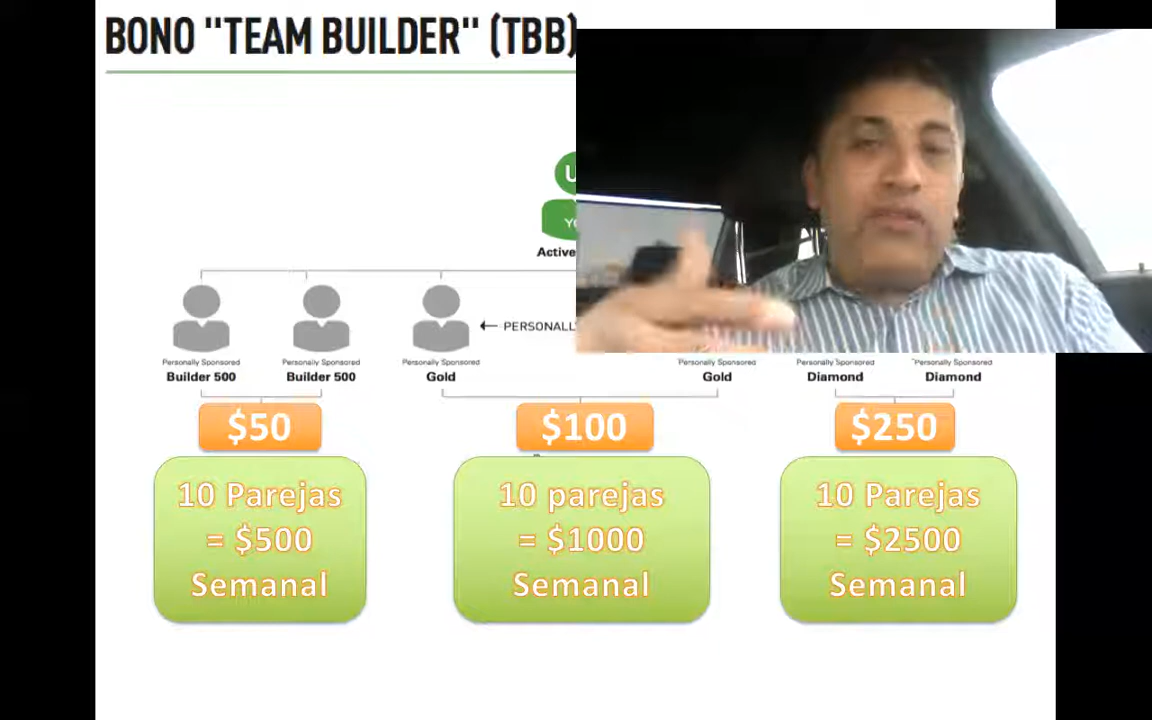 BONO "TEAM BUILDER" (TBB)
U
Active
← PERSONALL
Personally Sponsored
Personally Sponsored
Personally Sponsored
Personally Sponsored
Personally Sponsored
Personally Sponsored
Builder 500
Builder 500
Gold
Gold
Diamond
Diamond
$50
$100
$250
10 Parejas
= $500
Semanal
10 parejas
= $1000
Semanal
10 Parejas
= $2500
Semanal